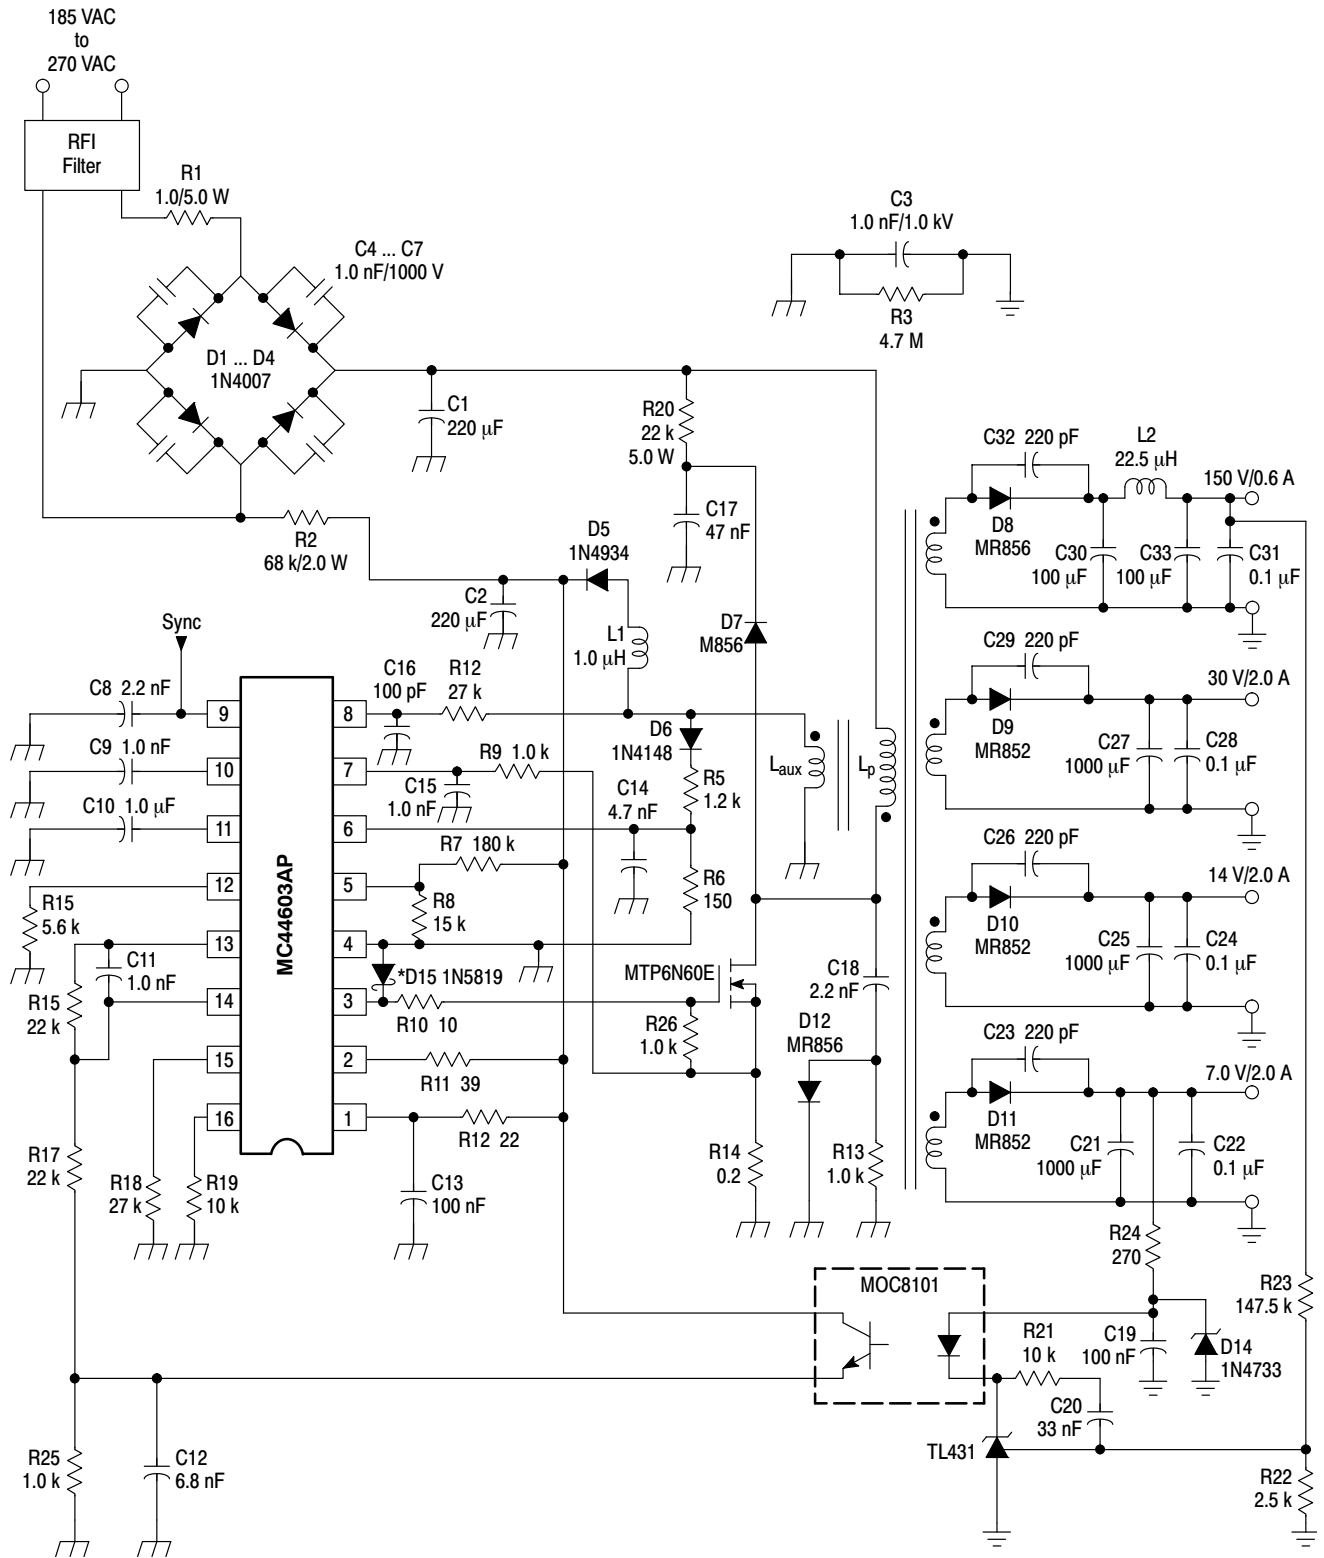 185 VAC
to
270 VAC
RFI
Filter
R1
1.0/5.0 W
C4 ... C7
1.0 nF/1000 V
D1 ... D4
1N4007
C3
1.0 nF/1.0 kV
R3
4.7 M
C1
220 µF
R20
22 k
5.0 W
C17
47 nF
R2
68 k/2.0 W
D5
1N4934
C2
220 µF
L1
1.0 µH
D7
M856
C32 220 pF
L2
22.5 µH
150 V/0.6 A
D8
MR856
C30
100 µF
C33
100 µF
C31
0.1 µF
Sync
C8 2.2 nF
C9 1.0 nF
C10 1.0 µF
9
10
11
12
13
14
15
16
MC44603AP
8
7
6
5
4
3
2
1
C16
100 pF
R12
27 k
D6
1N4148
R9 1.0 k
C15
1.0 nF
C14
4.7 nF
R5
1.2 k
R7 180 k
R8
15 k
R6
150
Laux
Lp
C29 220 pF
30 V/2.0 A
D9
MR852
C27
1000 µF
C28
0.1 µF
C26 220 pF
14 V/2.0 A
D10
MR852
C25
1000 µF
C24
0.1 µF
C23 220 pF
7.0 V/2.0 A
D11
MR852
C21
1000 µF
C22
0.1 µF
R15
5.6 k
C11
1.0 nF
R15
22 k
*D15 1N5819
R10 10
MTP6N60E
R26
1.0 k
C18
2.2 nF
D12
MR856
R11 39
R12 22
R17
22 k
R18
27 k
R19
10 k
C13
100 nF
R14
0.2
R13
1.0 k
R24
270
MOC8101
R23
147.5 k
R21
10 k
C19
100 nF
D14
1N4733
C20
33 nF
TL431
R25
1.0 k
C12
6.8 nF
R22
2.5 k